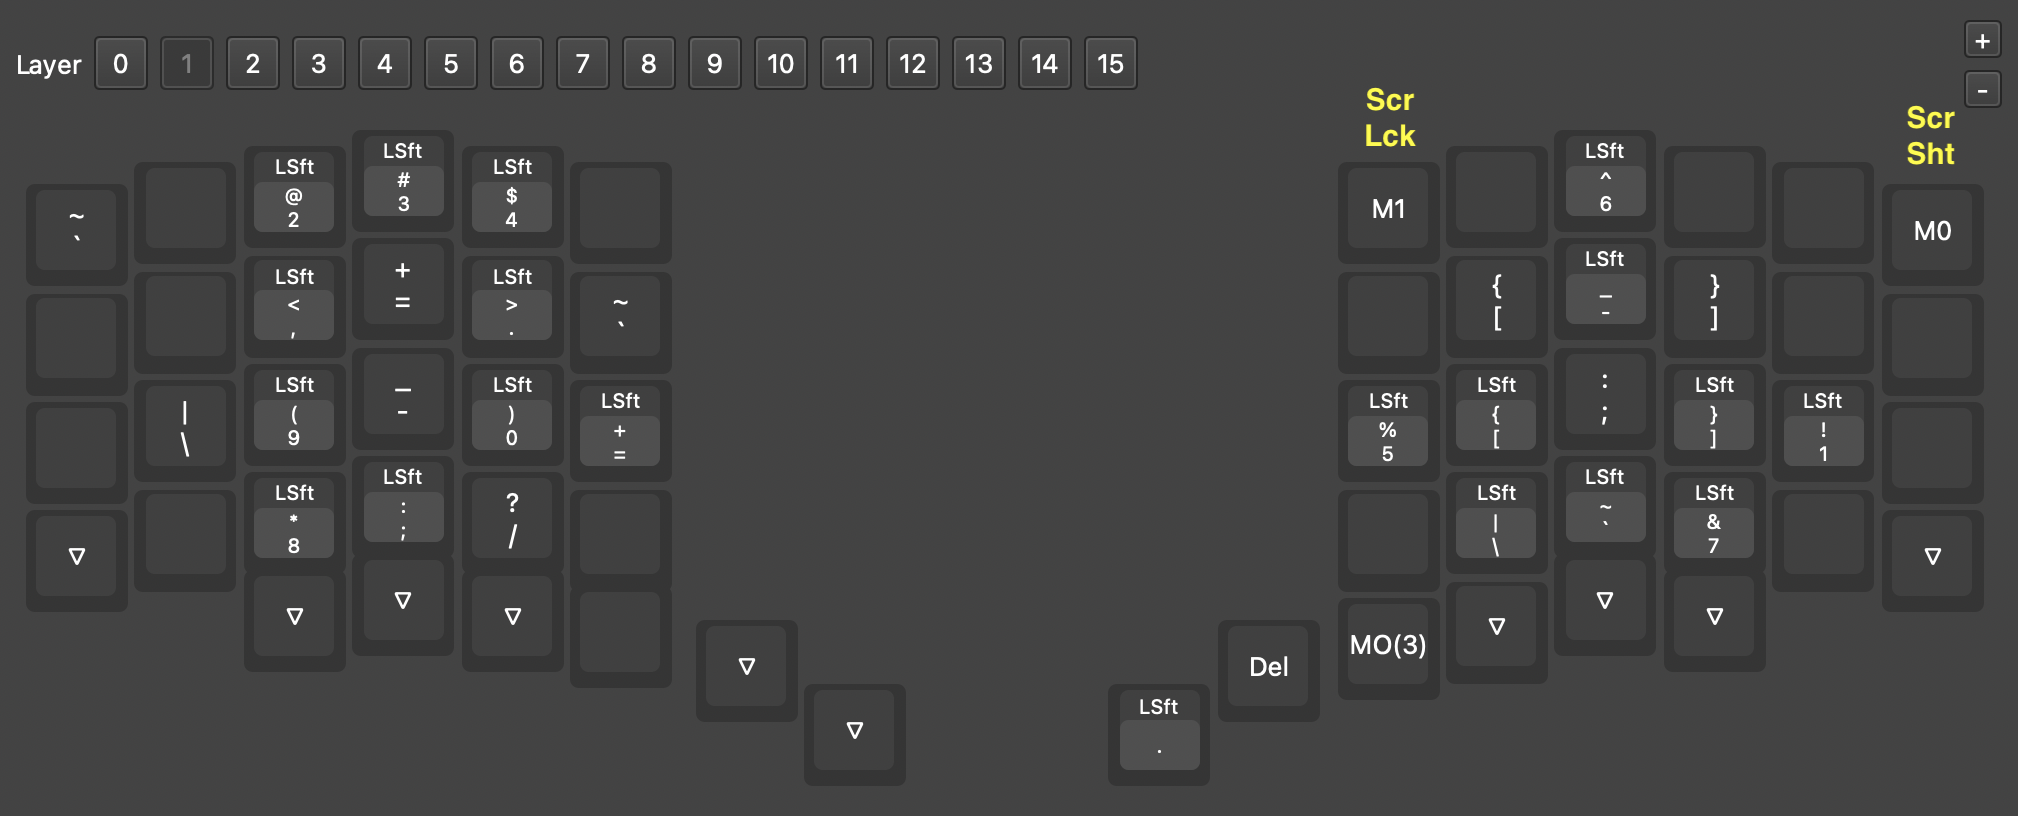 Layer 0 1 2 3 4 5 6 7 8 9 10 11 12 13 14 15
+
-
Scr
Lck
Scr
Sht
~
`
LSft
@
2
LSft
#
3
LSft
$
4
M1
LSft
^
6
M0
LSft
<
,
+
=
LSft
>
.
~
`
{
[
LSft
_
-
}
]
|
\
LSft
(
9
_
-
LSft
)
0
LSft
+
=
LSft
%
5
LSft
{
[
:
;
LSft
}
]
LSft
!
1
▽
LSft
*
8
LSft
:
;
?
/
LSft
|
\
LSft
~
`
LSft
&
7
▽
▽
▽
▽
▽
▽
LSft
.
Del
MO(3)
▽
▽
▽